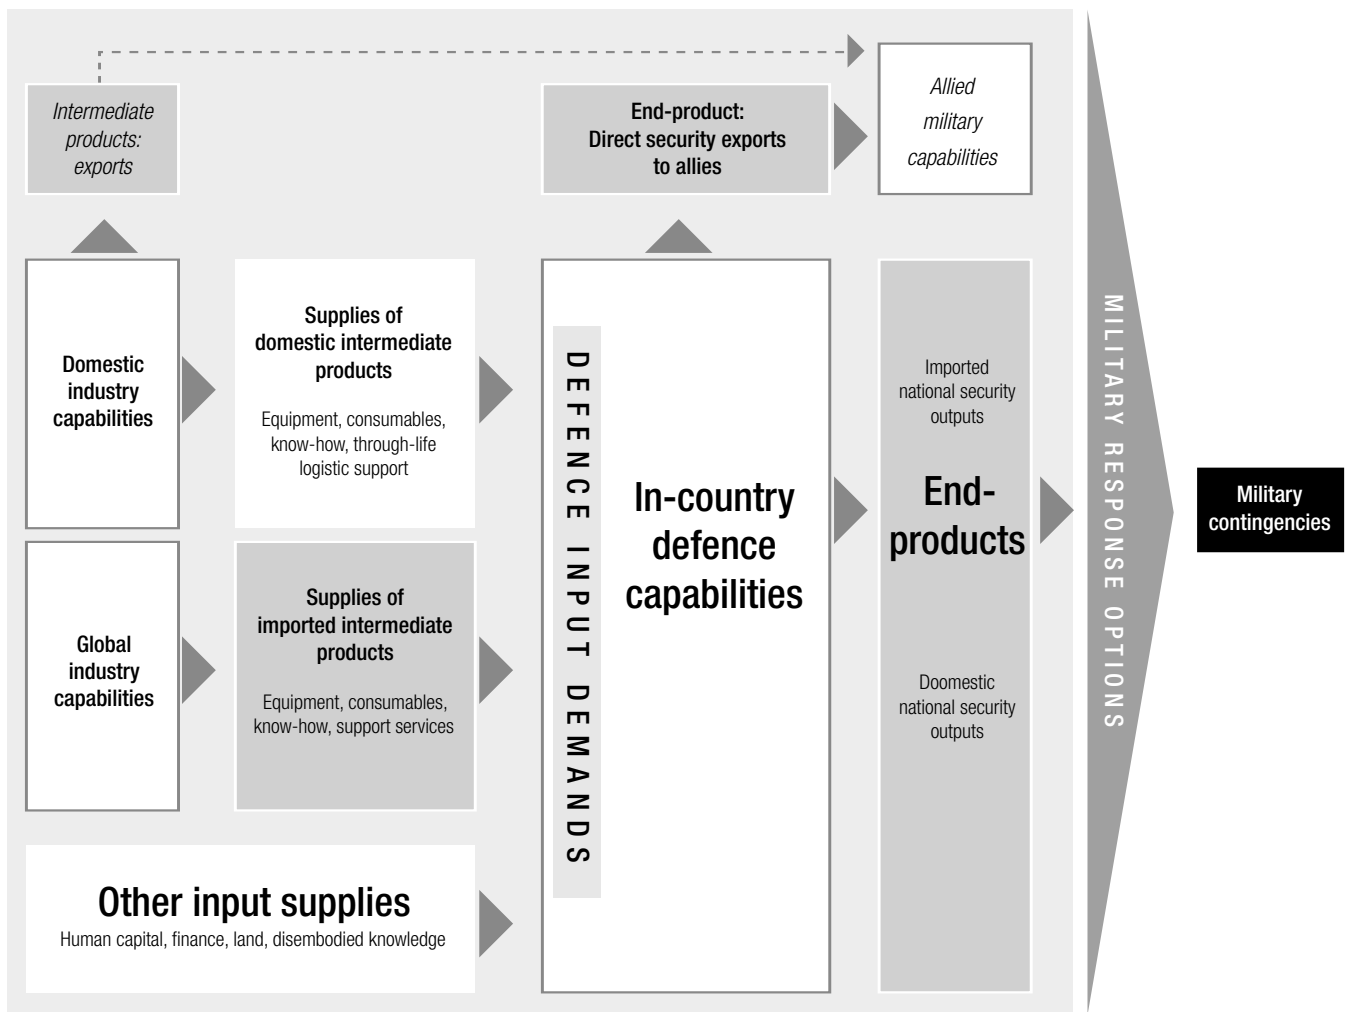 Intermediate
products:
exports
End-product:
Direct security exports
to allies
Allied
military
capabilities
Domestic
industry
capabilities
Supplies of
domestic intermediate
products
Equipment, consumables,
know-how, through-life
logistic support
Global
industry
capabilities
Supplies of
imported intermediate
products
Equipment, consumables,
know-how, support services
Other input supplies
Human capital, finance, land, disembodied knowledge
DEFENCE INPUT DEMANDS
In-country
defence
capabilities
Imported
national security
outputs
End-
products
Doomestic
national security
outputs
MILITARY RESPONSE OPTIONS
Military
contingencies